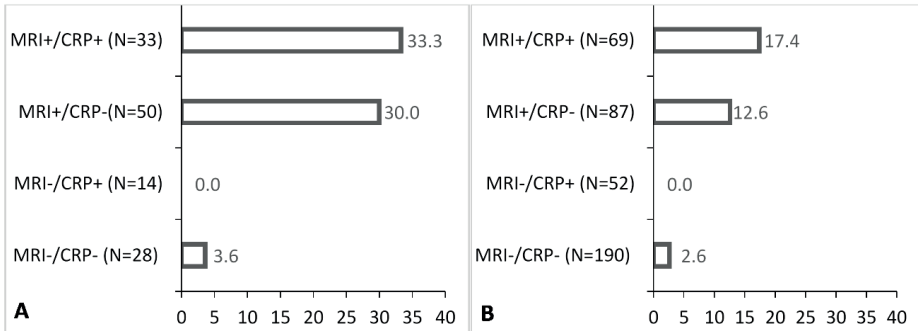 MRI+/CRP+ (N=33) 33.3
MRI+/CRP-(N=50) 30.0
MRI-/CRP+ (N=14) 0.0
MRI-/CRP- (N=28) 3.6
A 0 5 10 15 20 25 30 35 40
MRI+/CRP+ (N=69) 17.4
MRI+/CRP- (N=87) 12.6
MRI-/CRP+ (N=52) 0.0
MRI-/CRP- (N=190) 2.6
B 0 5 10 15 20 25 30 35 40